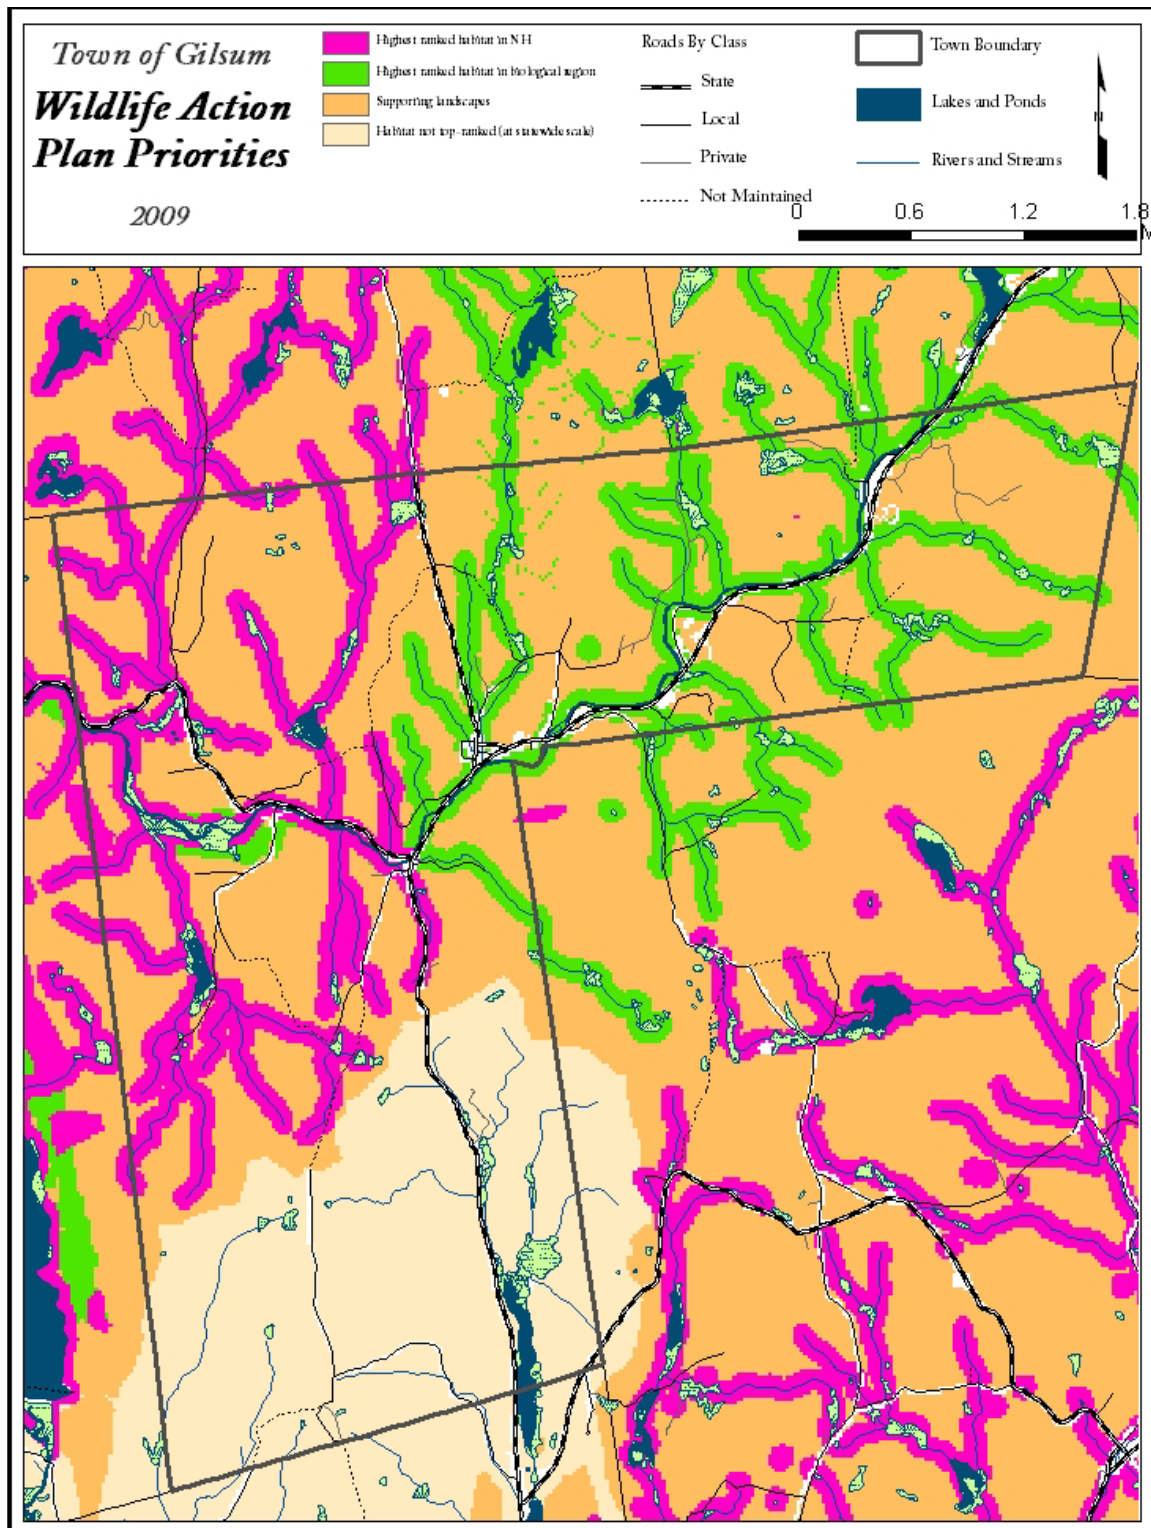 Town of Gilsum
Wildlife Action
Plan Priorities
2009
Highest ranked habitat in NH
Highest ranked habitat in biological region
Supporting landscapes
Habitat not top-ranked (at statewide scale)
Roads By Class
State
Local
Private
Not Maintained
Town Boundary
Lakes and Ponds
Rivers and Streams
N
0 0.6 1.2 1.8